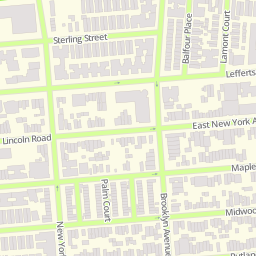 Sterling Street
Balfour Place
Lamont Court
Lefferts
East New York A
Lincoln Road
Maple
Palm Court
New York
Brooklyn Avenue
Midwoo
Rutland